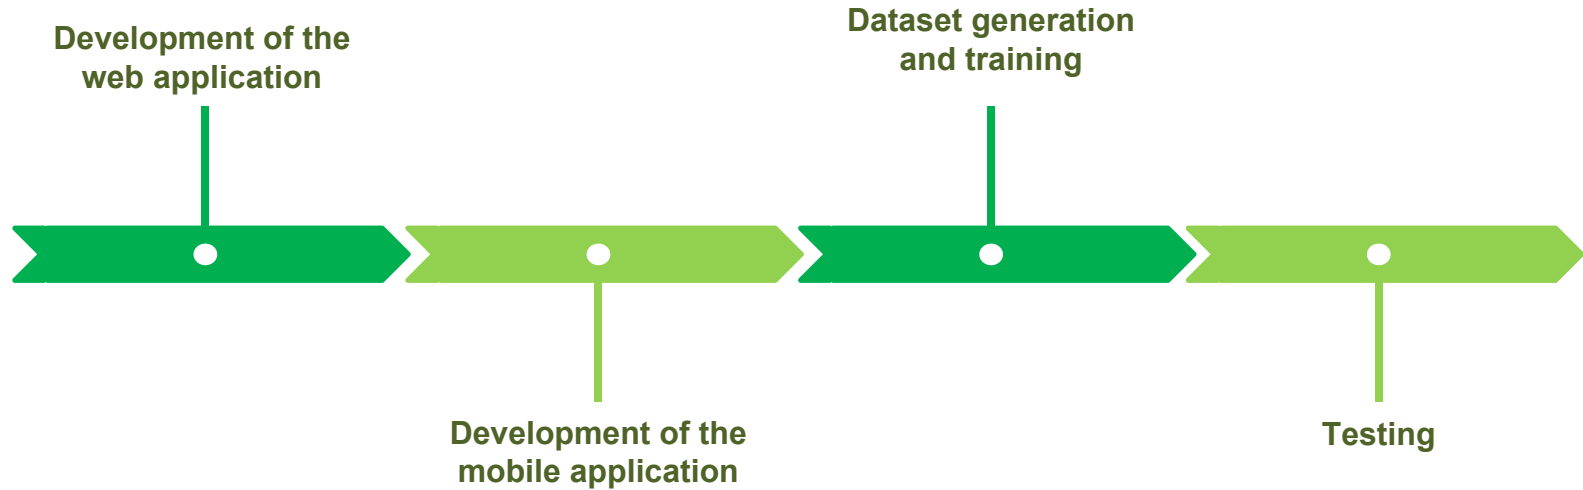 Development of the
web application
Development of the
mobile application
Dataset generation
and training
Testing